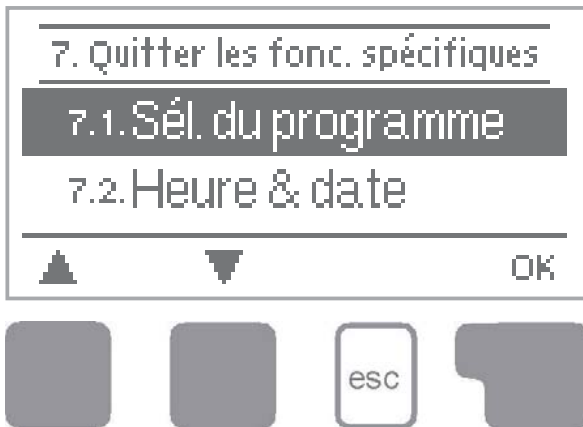 7. Quitter les fonc. spécifiques
7.1. Sél. du programme
7.2. Heure & date
OK
esc